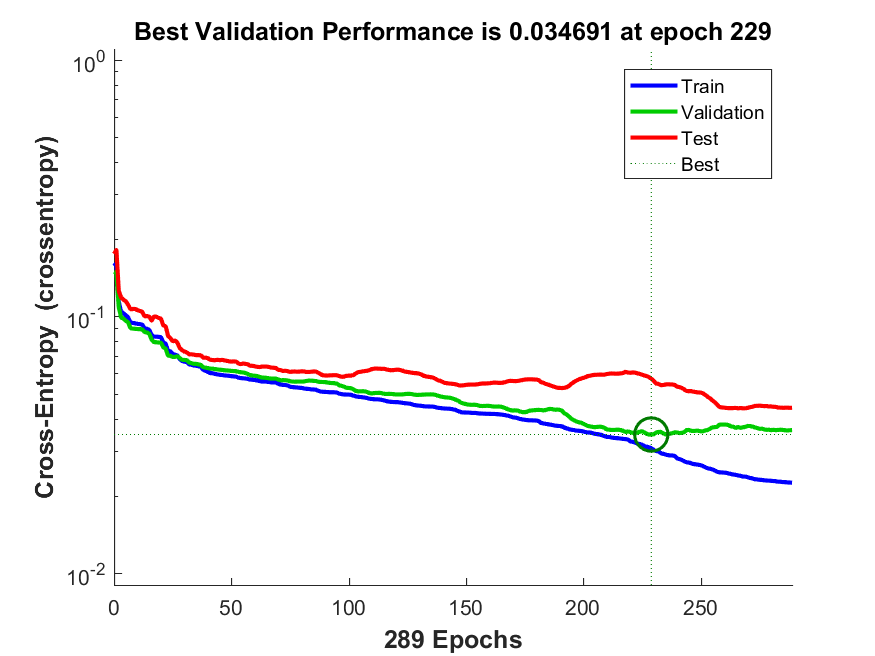 Best Validation Performance is 0.034691 at epoch 229
10^0
10^-1
10^-2
Cross-Entropy (crossentropy)
Train
Validation
Test
Best
0 50 100 150 200 250
289 Epochs